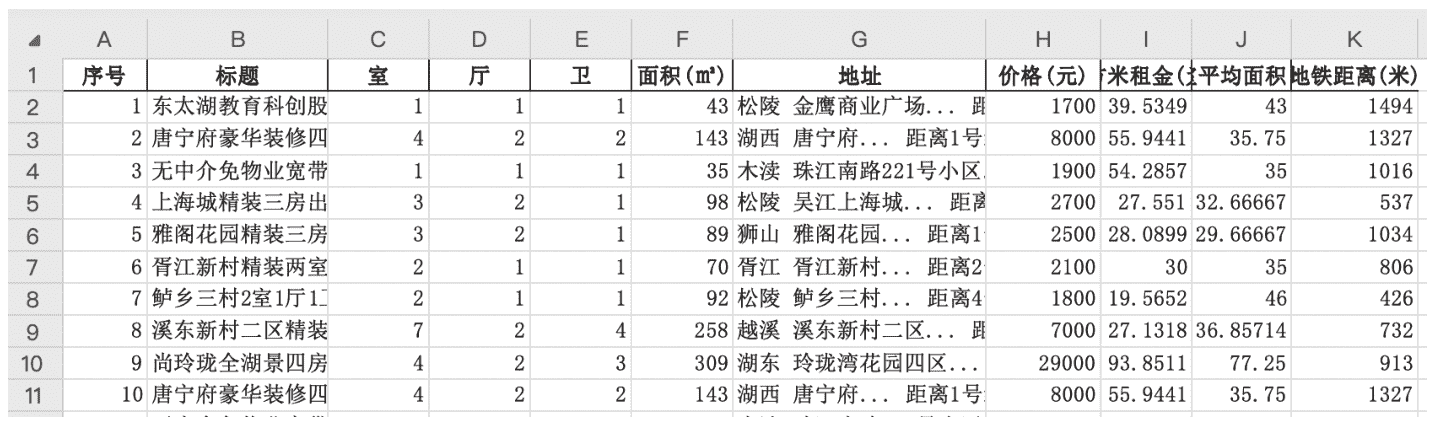 A B C D E F G H I J K
1 序号 标题 室 厅 卫 面积(㎡) 地址 价格(元) 米租金( 平均面积 地铁距离(米)
2 1 东太湖教育科创股 1 1 1 43 松陵 金鹰商业广场... 距 1700 39.5349 43 1494
3 2 唐宁府豪华装修四 4 2 2 143 湖西 唐宁府... 距离1号 8000 55.9441 35.75 1327
4 3 无中介免物业宽带 1 1 1 35 木渎 珠江南路221号小区 1900 54.2857 35 1016
5 4 上海城精装三房出 3 2 1 98 松陵 吴江上海城... 距离 2700 27.551 32.66667 537
6 5 雅阁花园精装三房 3 2 1 89 狮山 雅阁花园... 距离1 2500 28.0899 29.66667 1034
7 6 胥江新村精装两室 2 1 1 70 胥江 胥江新村... 距离2 2100 30 35 806
8 7 鲈乡三村2室1厅1 2 1 1 92 松陵 鲈乡三村... 距离4 1800 19.5652 46 426
9 8 溪东新村二区精装 7 2 4 258 越溪 溪东新村二区... 距 7000 27.1318 36.85714 732
10 9 尚玲珑全湖景四房 4 2 3 309 湖东 玲珑湾花园四区... 29000 93.8511 77.25 913
11 10 唐宁府豪华装修四 4 2 2 143 湖西 唐宁府... 距离1号 8000 55.9441 35.75 1327